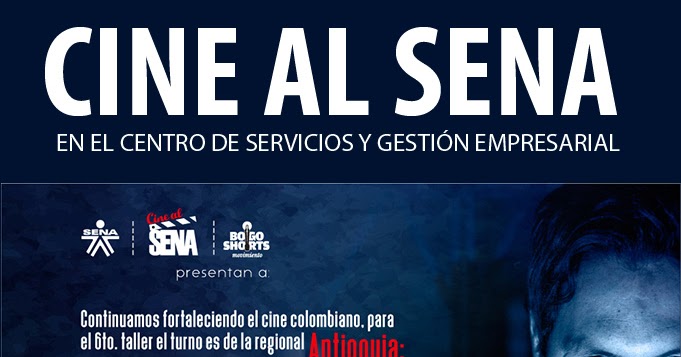 CINE AL SENA
EN EL CENTRO DE SERVICIOS Y GESTIÓN EMPRESARIAL
SENA
Cine al
SENA
BOGO
SHORTS
movimiento
presentan a:
Continuamos fortaleciendo el cine colombiano, para
el 6to. taller el turno es de la regional Antioquia: